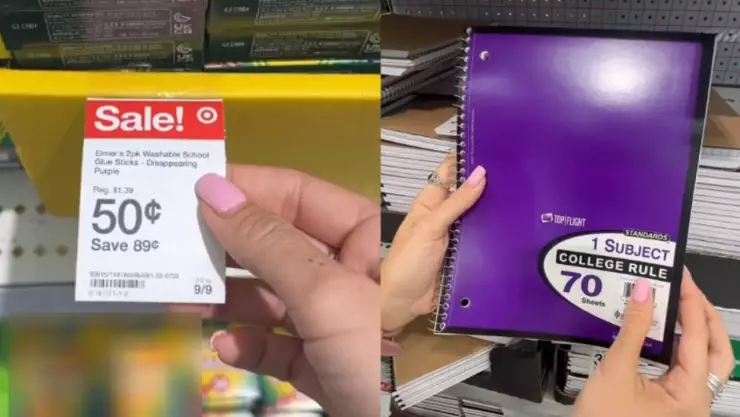 Sale!
Elmer's 2pk Washable School
Glue Sticks - Disappearing
Purple
Reg. $1.39
50¢
Save 89¢
9/9
TOP FLIGHT
STANDARDS
1 SUBJECT
COLLEGE RULE
70
Sheets